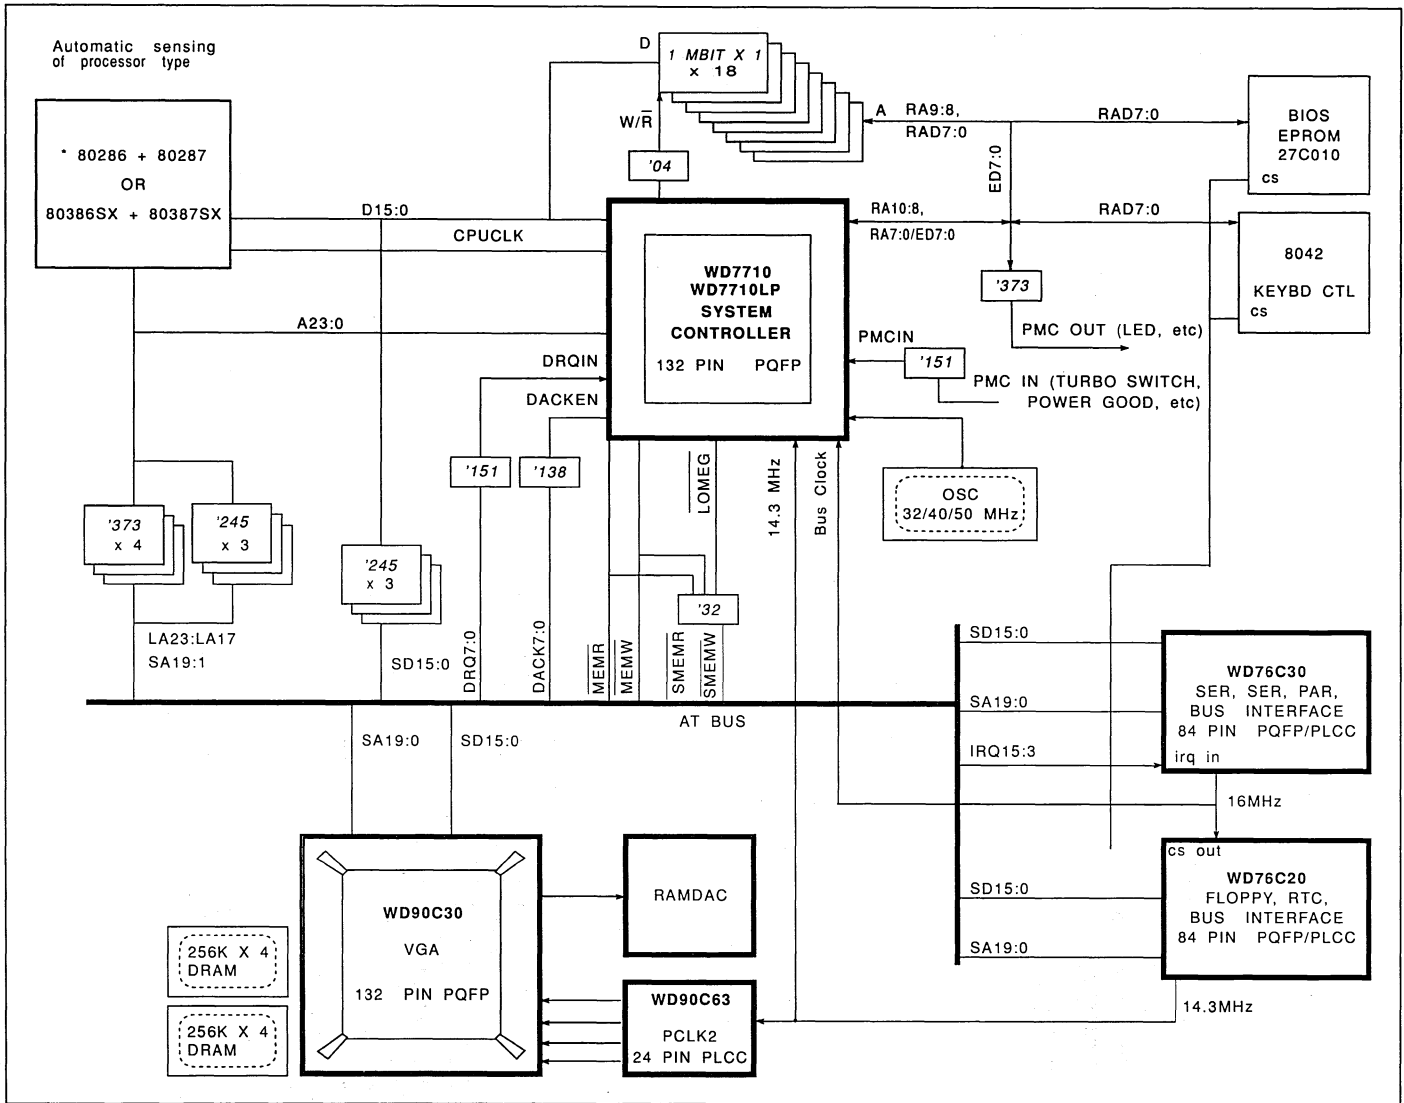 Automatic sensing
of processor type
* 80286 + 80287
OR
80386SX + 80387SX
D
1 MBIT X 1
x 18
W/R̅
'04
A RA9:8,
RAD7:0
RAD7:0
BIOS
EPROM
27C010
cs
ED7:0
D15:0
CPUCLK
RA10:8,
RA7:0/ED7:0
RAD7:0
8042
KEYBD CTL
cs
WD7710
WD7710LP
SYSTEM
CONTROLLER
132 PIN PQFP
'373
PMC OUT (LED, etc)
A23:0
PMCIN
'151
PMC IN (TURBO SWITCH,
POWER GOOD, etc)
DRQIN
DACKEN
'151
'138
L̅O̅M̅E̅G̅
14.3 MHz
Bus Clock
OSC
32/40/50 MHz
'373
x 4
'245
x 3
'245
x 3
'32
LA23:LA17
SA19:1
SD15:0
DRQ7:0
DACK7:0
M̅E̅M̅R̅
M̅E̅M̅W̅
S̅M̅E̅M̅R̅
S̅M̅E̅M̅W̅
AT BUS
SD15:0
SA19:0
IRQ15:3
WD76C30
SER, SER, PAR,
BUS INTERFACE
84 PIN PQFP/PLCC
irq in
16MHz
SA19:0
SD15:0
cs out
WD76C20
FLOPPY, RTC,
BUS INTERFACE
84 PIN PQFP/PLCC
SD15:0
SA19:0
14.3MHz
WD90C30
VGA
132 PIN PQFP
RAMDAC
256K X 4
DRAM
256K X 4
DRAM
WD90C63
PCLK2
24 PIN PLCC